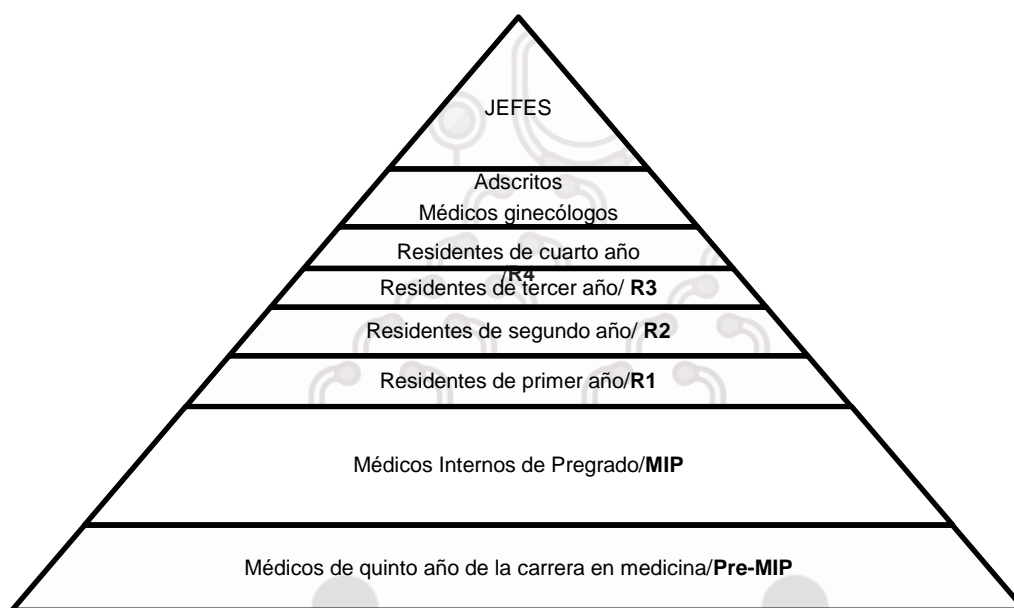 JEFES
Adscritos
Médicos ginecólogos
Residentes de cuarto año
/R4
Residentes de tercer año/ R3
Residentes de segundo año/ R2
Residentes de primer año/R1
Médicos Internos de Pregrado/MIP
Médicos de quinto año de la carrera en medicina/Pre-MIP